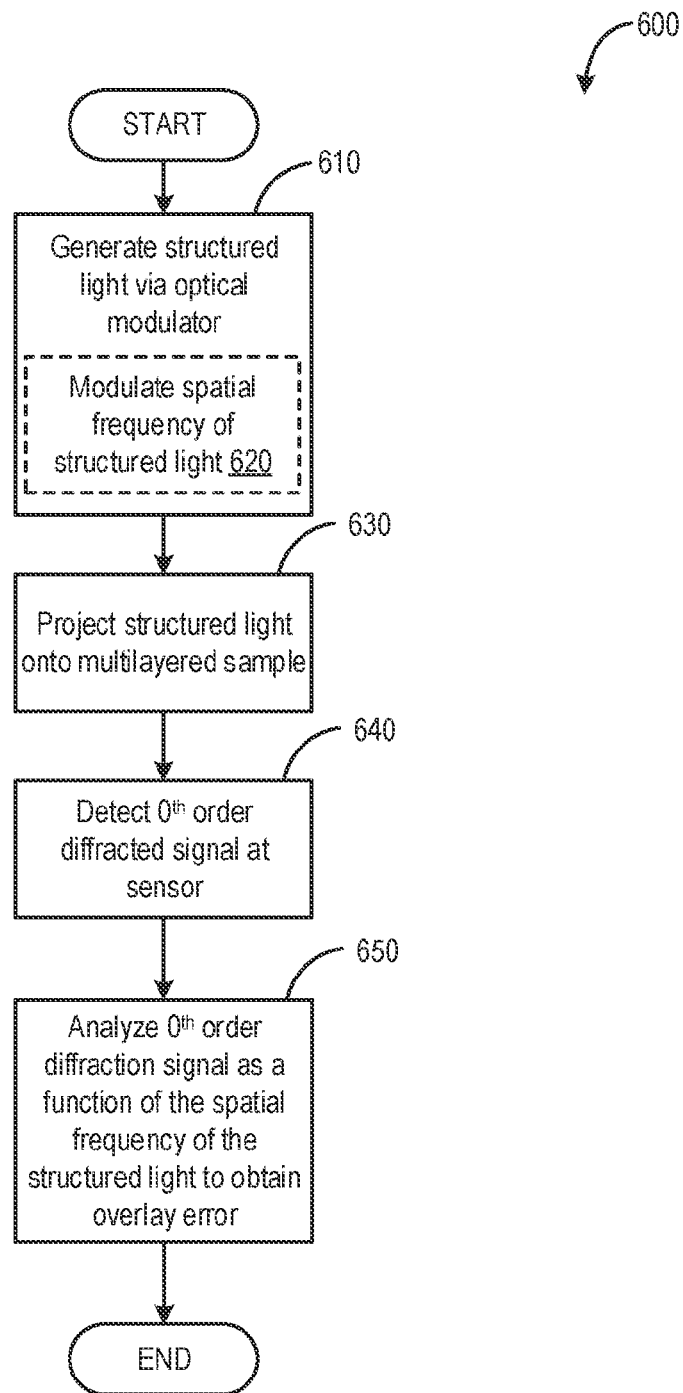 600
START
610
Generate structured
light via optical
modulator
Modulate spatial
frequency of
structured light 620
630
Project structured light
onto multilayered sample
640
Detect 0th order
diffracted signal at
sensor
650
Analyze 0th order
diffraction signal as a
function of the spatial
frequency of the
structured light to obtain
overlay error
END